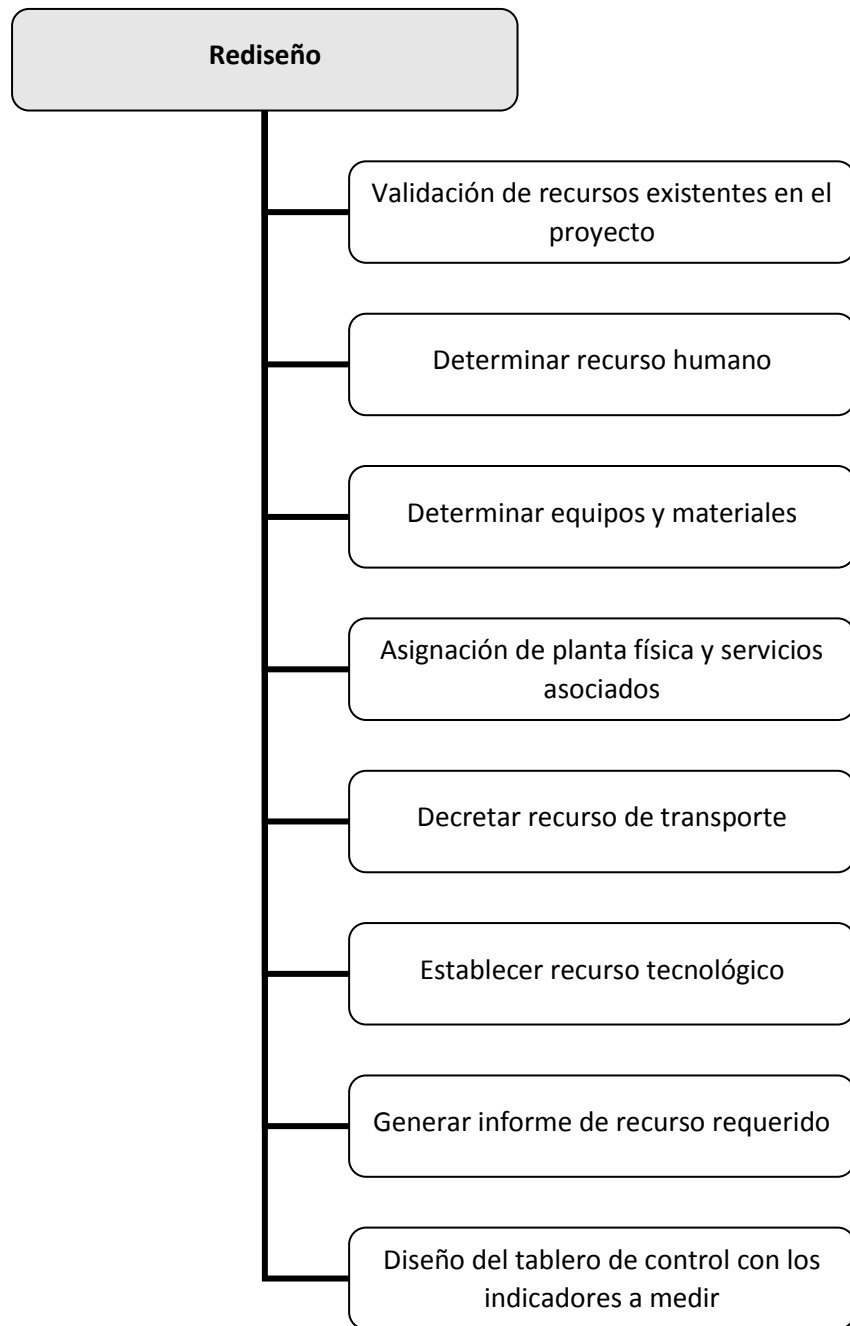 Rediseño
Validación de recursos existentes en el
proyecto
Determinar recurso humano
Determinar equipos y materiales
Asignación de planta física y servicios
asociados
Decretar recurso de transporte
Establecer recurso tecnológico
Generar informe de recurso requerido
Diseño del tablero de control con los
indicadores a medir